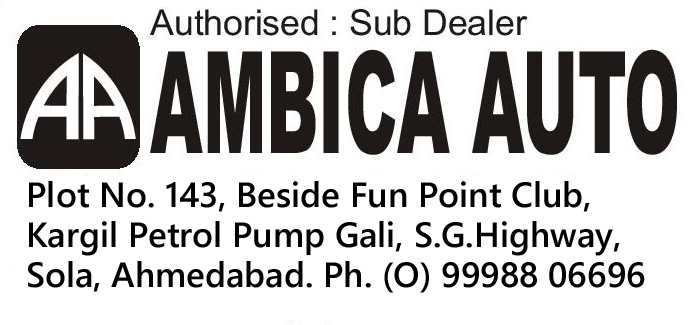 Authorised : Sub Dealer
AA AMBICA AUTO
Plot No. 143, Beside Fun Point Club,
Kargil Petrol Pump Gali, S.G.Highway,
Sola, Ahmedabad. Ph. (O) 99988 06696